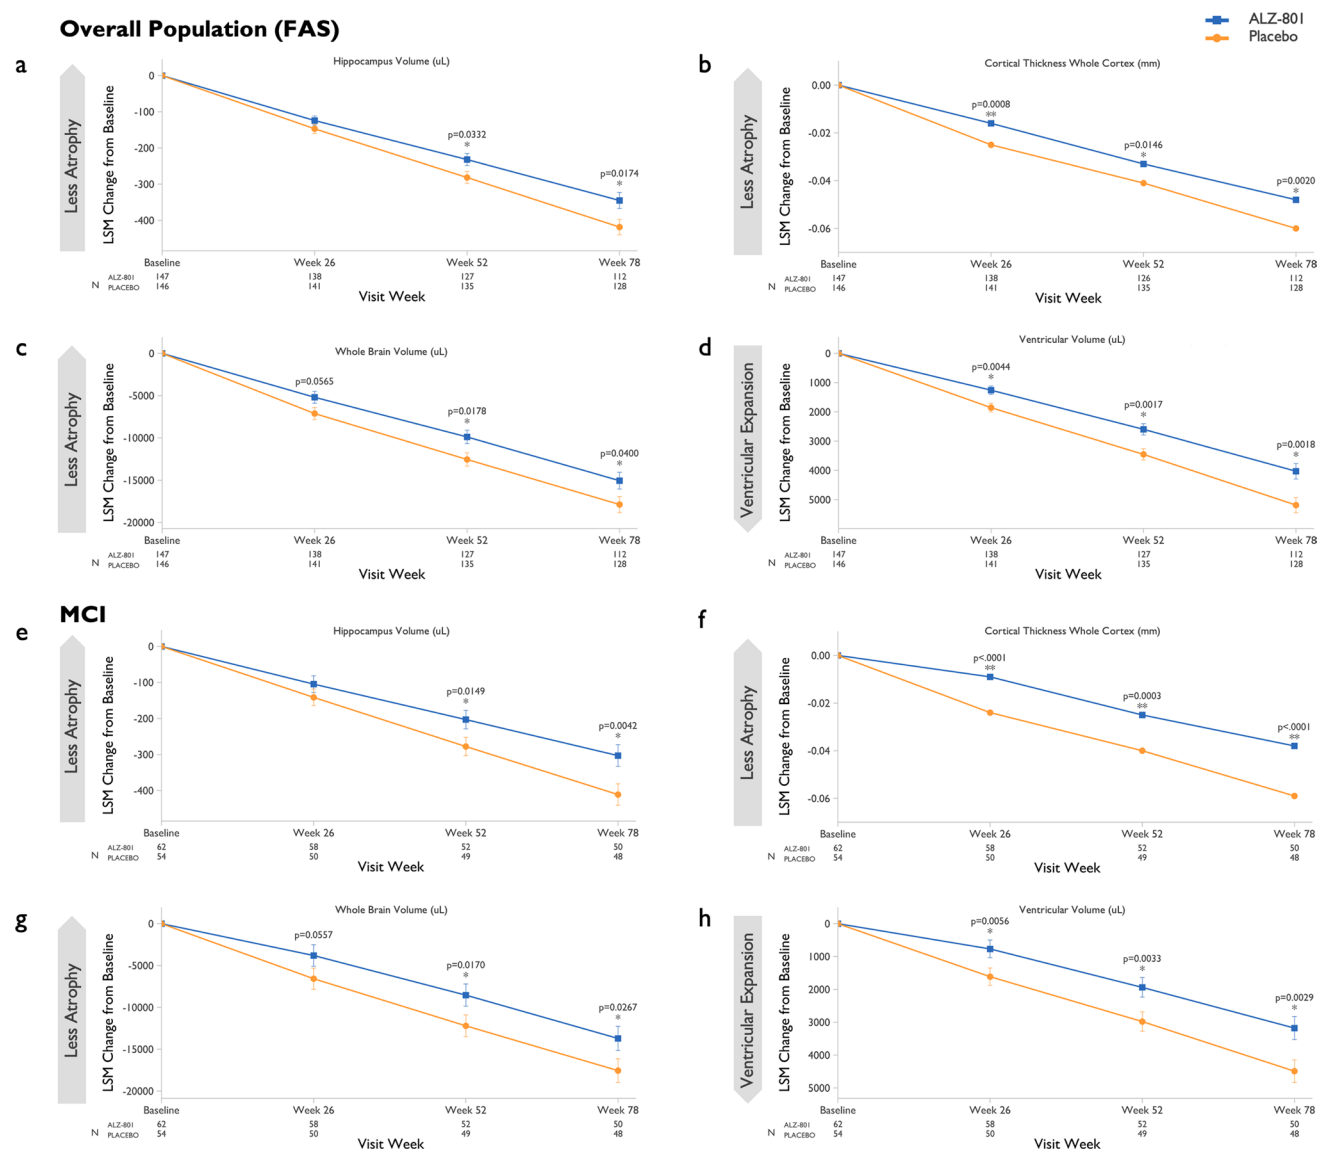 Overall Population (FAS)
ALZ-801
Placebo
a
Hippocampus Volume (uL)
Less Atrophy
LSM Change from Baseline
0
-100
-200
-300
-400
p=0.0332
*
p=0.0174
*
Baseline Week 26 Week 52 Week 78
N
ALZ-801 147 138 127 112
PLACEBO 146 141 135 128
Visit Week
b
Cortical Thickness Whole Cortex (mm)
Less Atrophy
LSM Change from Baseline
0.00
-0.02
-0.04
-0.06
p=0.0008
**
p=0.0146
*
p=0.0020
*
Baseline Week 26 Week 52 Week 78
N
ALZ-801 147 138 126 112
PLACEBO 146 141 135 128
Visit Week
c
Whole Brain Volume (uL)
Less Atrophy
LSM Change from Baseline
0
-5000
-10000
-15000
-20000
p=0.0565
p=0.0178
*
p=0.0400
*
Baseline Week 26 Week 52 Week 78
N
ALZ-801 147 138 127 112
PLACEBO 146 141 135 128
Visit Week
d
Ventricular Volume (uL)
Ventricular Expansion
LSM Change from Baseline
0
1000
2000
3000
4000
5000
p=0.0044
*
p=0.0017
*
p=0.0018
*
Baseline Week 26 Week 52 Week 78
N
ALZ-801 147 138 127 112
PLACEBO 146 141 135 128
Visit Week
MCI
e
Hippocampus Volume (uL)
Less Atrophy
LSM Change from Baseline
0
-100
-200
-300
-400
p=0.0149
*
p=0.0042
*
Baseline Week 26 Week 52 Week 78
N
ALZ-801 62 58 52 50
PLACEBO 54 50 49 48
Visit Week
f
Cortical Thickness Whole Cortex (mm)
Less Atrophy
LSM Change from Baseline
0.00
-0.02
-0.04
-0.06
p<.0001
**
p=0.0003
**
p<.0001
**
Baseline Week 26 Week 52 Week 78
N
ALZ-801 62 58 52 50
PLACEBO 54 50 49 48
Visit Week
g
Whole Brain Volume (uL)
Less Atrophy
LSM Change from Baseline
0
-5000
-10000
-15000
-20000
p=0.0557
p=0.0170
*
p=0.0267
*
Baseline Week 26 Week 52 Week 78
N
ALZ-801 62 58 52 50
PLACEBO 54 50 49 48
Visit Week
h
Ventricular Volume (uL)
Ventricular Expansion
LSM Change from Baseline
0
1000
2000
3000
4000
5000
p=0.0056
*
p=0.0033
*
p=0.0029
*
Baseline Week 26 Week 52 Week 78
N
ALZ-801 62 58 52 50
PLACEBO 54 50 49 48
Visit Week